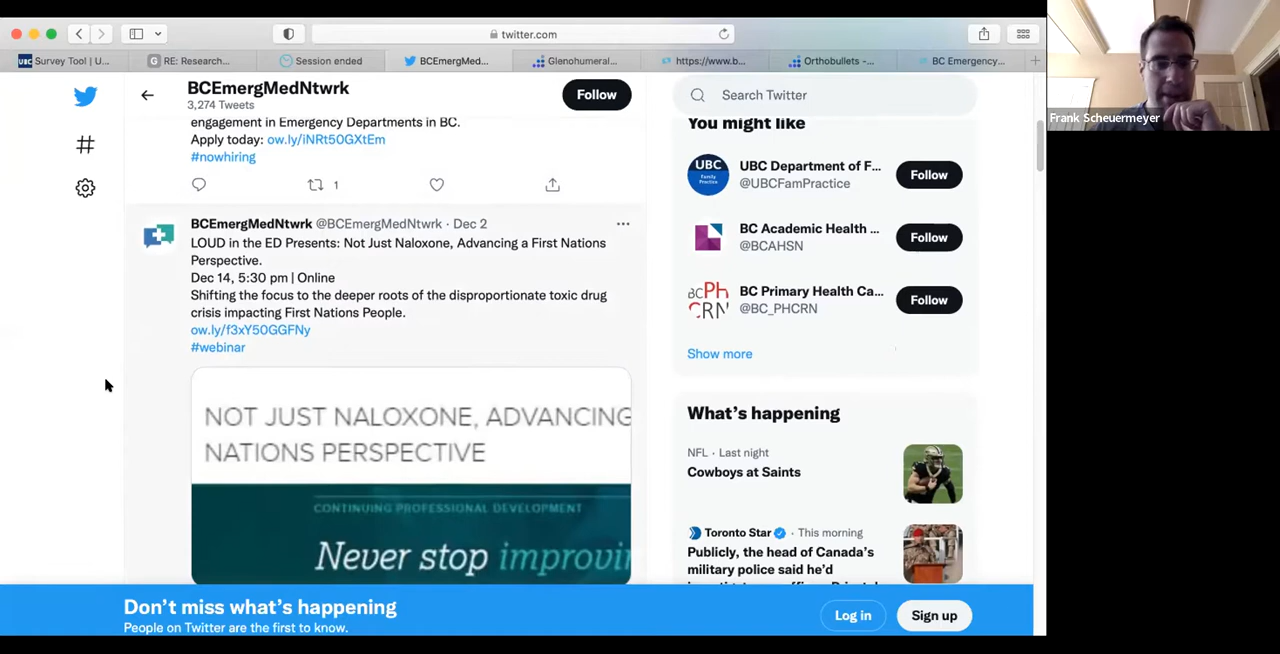 twitter.com
UBC Survey Tool | U...
G RE: Research...
Session ended
BCEmergMed...
Glenohumeral...
https://www.b...
Orthobullets -...
BC Emergency...
BCEmergMedNtwrk
3,274 Tweets
Follow
engagement in Emergency Departments in BC.
Apply today: ow.ly/iNRt50GXtEm
#nowhiring
1
BCEmergMedNtwrk @BCEmergMedNtwrk · Dec 2
LOUD in the ED Presents: Not Just Naloxone, Advancing a First Nations
Perspective.
Dec 14, 5:30 pm | Online
Shifting the focus to the deeper roots of the disproportionate toxic drug
crisis impacting First Nations People.
ow.ly/f3xY50GGFNy
#webinar
NOT JUST NALOXONE, ADVANCING
NATIONS PERSPECTIVE
CONTINUING PROFESSIONAL DEVELOPMENT
Never stop improvi
Search Twitter
You might like
UBC
Family
Practice
UBC Department of F...
@UBCFamPractice
Follow
BC Academic Health ...
@BCAHSN
Follow
BCPh
CRN
BC Primary Health Ca...
@BC_PHCRN
Follow
Show more
What's happening
NFL · Last night
Cowboys at Saints
Toronto Star · This morning
Publicly, the head of Canada's
military police said he'd
Don't miss what's happening
People on Twitter are the first to know.
Log in
Sign up
Frank Scheuermeyer